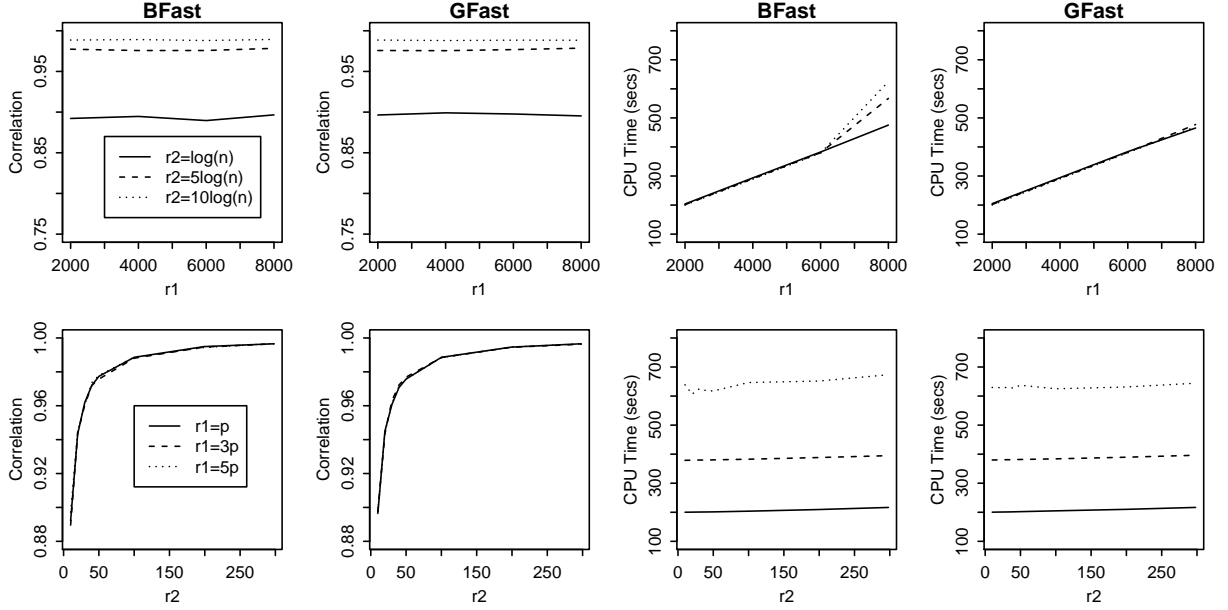 BFast
GFast
BFast
GFast
Correlation
0.75 0.85 0.95
r2=log(n)
r2=5log(n)
r2=10log(n)
2000 4000 6000 8000
r1
Correlation
0.75 0.85 0.95
2000 4000 6000 8000
r1
CPU Time (secs)
100 300 500 700
2000 4000 6000 8000
r1
CPU Time (secs)
100 300 500 700
2000 4000 6000 8000
r1
Correlation
0.88 0.92 0.96 1.00
r1=p
r1=3p
r1=5p
0 50 150 250
r2
Correlation
0.88 0.92 0.96 1.00
0 50 150 250
r2
CPU Time (secs)
100 300 500 700
0 50 150 250
r2
CPU Time (secs)
100 300 500 700
0 50 150 250
r2